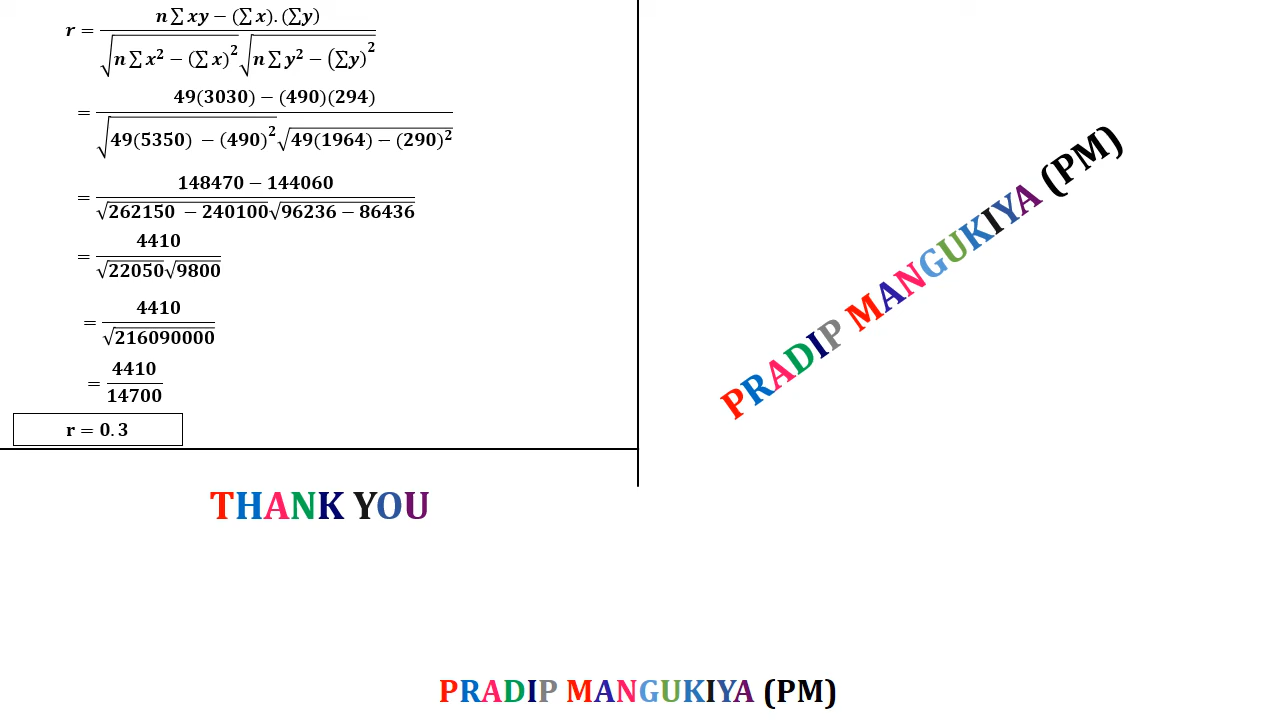 r = n∑xy − (∑x).(∑y) / √(n∑x² − (∑x)²) √(n∑y² − (∑y)²)
= 49(3030) − (490)(294) / √(49(5350) − (490)²) √(49(1964) − (290)²)
= 148470 − 144060 / √262150 − 240100 √96236 − 86436
= 4410 / √22050 √9800
= 4410 / √216090000
= 4410 / 14700
r = 0.3
THANK YOU
PRADIP MANGUKIYA (PM)
PRADIP MANGUKIYA (PM)